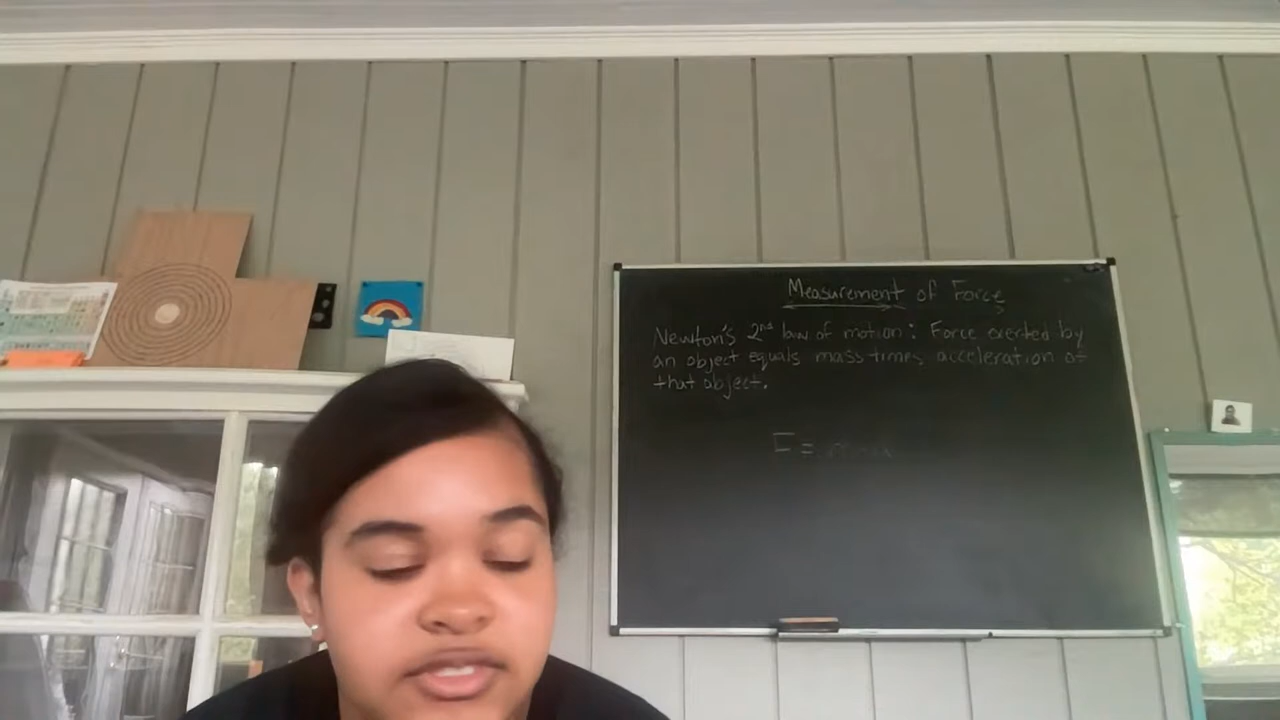 Measurement of Force
Newton's 2nd law of motion: Force exerted by
an object equals mass times acceleration of
that object.
F =